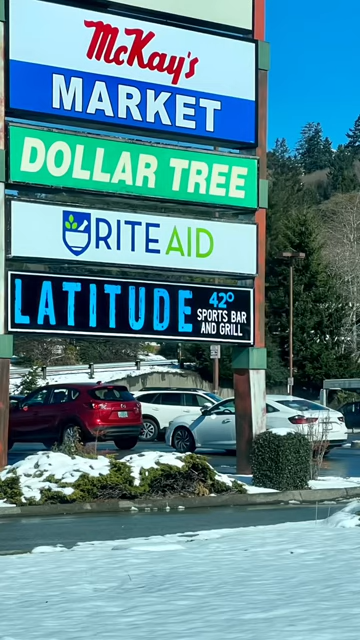 McKay's
MARKET
DOLLAR TREE
RITE AID
LATITUDE 42°
SPORTS BAR
AND GRILL